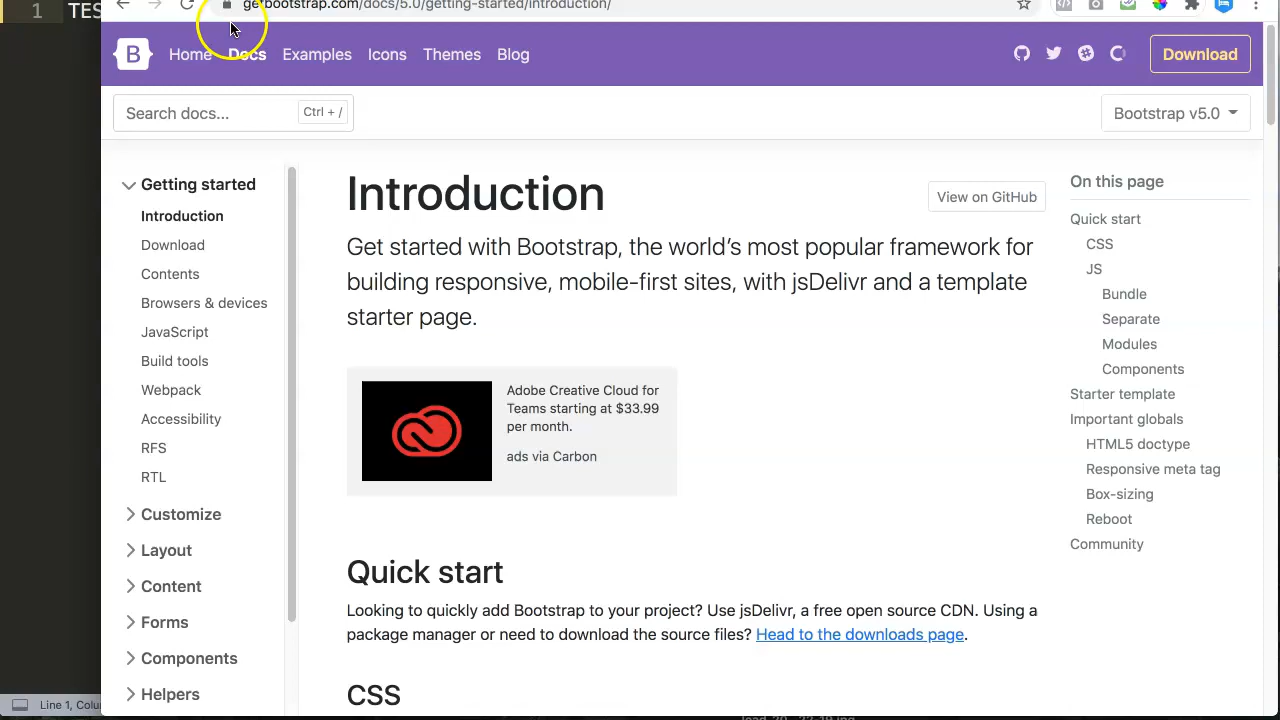 1 TES
getbootstrap.com/docs/5.0/getting-started/introduction/
B Home Docs Examples Icons Themes Blog Download
Search docs... Ctrl + / Bootstrap v5.0
Getting started
Introduction
Download
Contents
Browsers & devices
JavaScript
Build tools
Webpack
Accessibility
RFS
RTL
Customize
Layout
Content
Forms
Components
Helpers
Introduction
View on GitHub
Get started with Bootstrap, the world’s most popular framework for
building responsive, mobile-first sites, with jsDelivr and a template
starter page.
Adobe Creative Cloud for
Teams starting at $33.99
per month.
ads via Carbon
Quick start
Looking to quickly add Bootstrap to your project? Use jsDelivr, a free open source CDN. Using a
package manager or need to download the source files? Head to the downloads page.
CSS
On this page
Quick start
CSS
JS
Bundle
Separate
Modules
Components
Starter template
Important globals
HTML5 doctype
Responsive meta tag
Box-sizing
Reboot
Community
Line 1, Colu